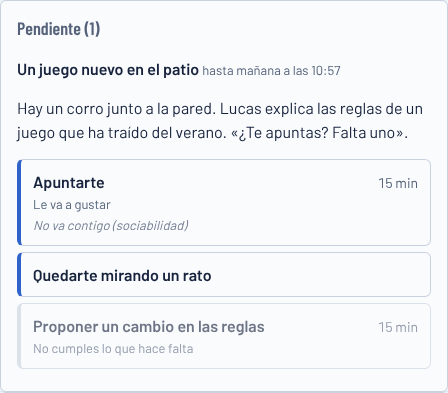 Pendiente (1)
Un juego nuevo en el patio hasta mañana a las 10:57
Hay un corro junto a la pared. Lucas explica las reglas de un
juego que ha traído del verano. «¿Te apuntas? Falta uno».
Apuntarte 15 min
Le va a gustar
No va contigo (sociabilidad)
Quedarte mirando un rato
Proponer un cambio en las reglas 15 min
No cumples lo que hace falta